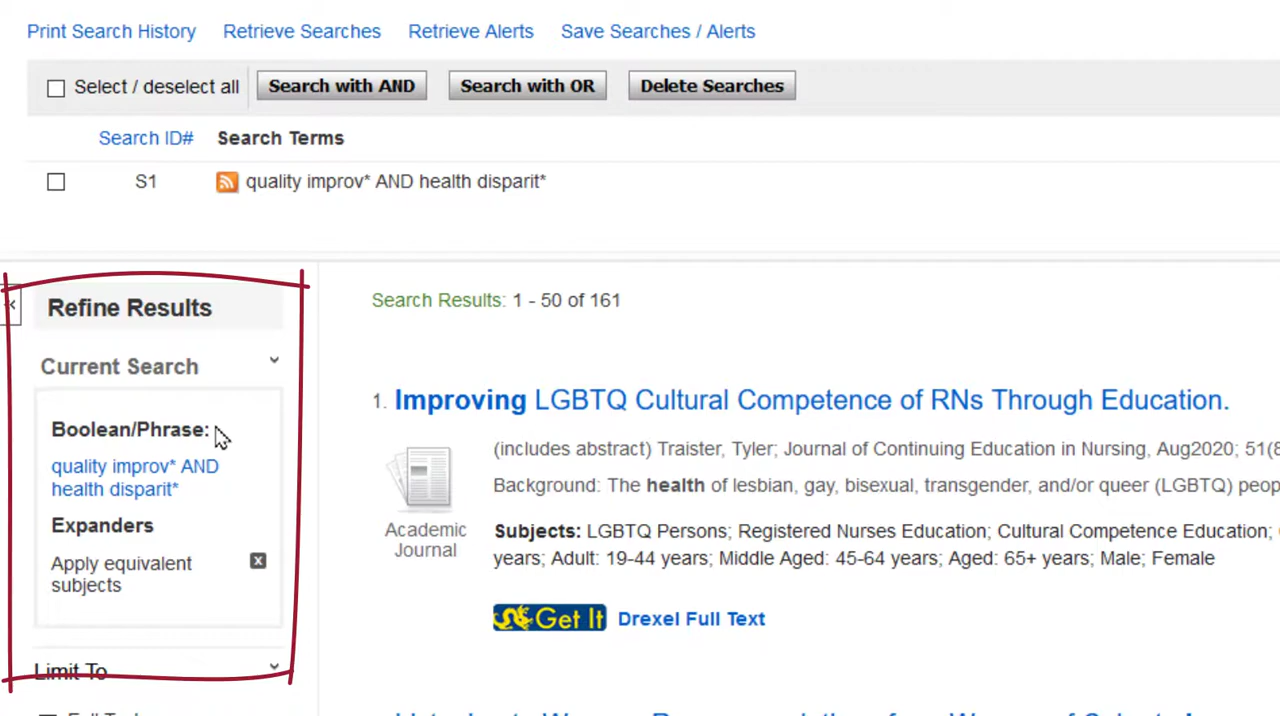 Print Search History Retrieve Searches Retrieve Alerts Save Searches / Alerts
Select / deselect all Search with AND Search with OR Delete Searches
Search ID# Search Terms
S1 quality improv* AND health disparit*
Refine Results
Current Search
Boolean/Phrase:
quality improv* AND
health disparit*
Expanders
Apply equivalent
subjects
Limit To
Search Results: 1 - 50 of 161
1. Improving LGBTQ Cultural Competence of RNs Through Education.
(includes abstract) Traister, Tyler; Journal of Continuing Education in Nursing, Aug2020; 51(8
Background: The health of lesbian, gay, bisexual, transgender, and/or queer (LGBTQ) peop
Academic
Journal
Subjects: LGBTQ Persons; Registered Nurses Education; Cultural Competence Education;
years; Adult: 19-44 years; Middle Aged: 45-64 years; Aged: 65+ years; Male; Female
Get It Drexel Full Text